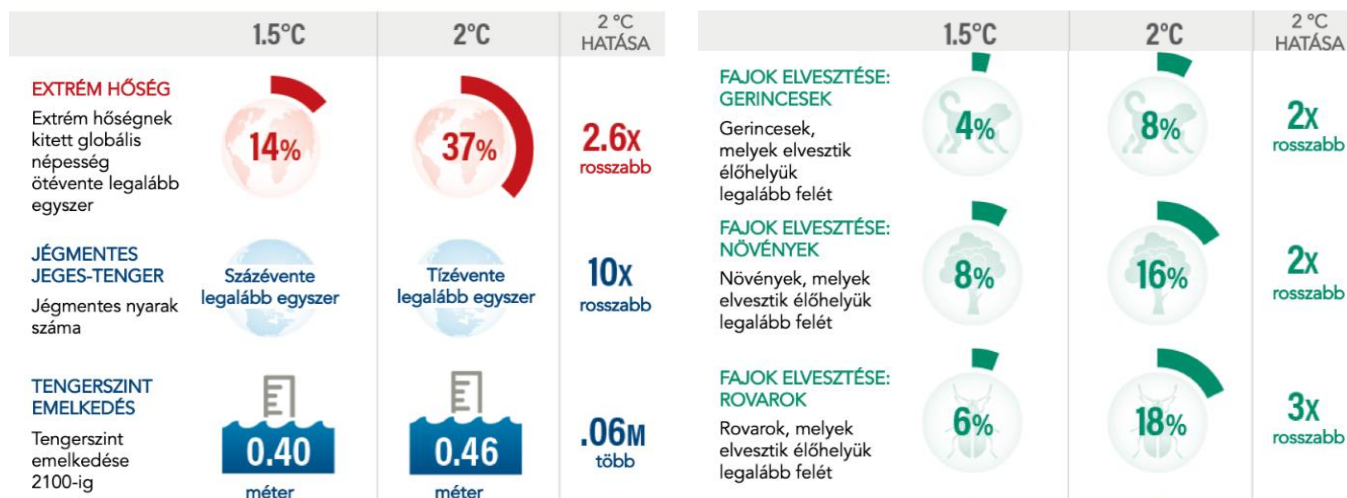 1.5°C 2°C 2 °C
HATÁSA
EXTRÉM HŐSÉG
Extrém hőségnek
kitett globális
népesség
ötévente legalább
egyszer
14%
37%
2.6X
rosszabb
JÉGMENTES
JEGES-TENGER
Jégmentes nyarak
száma
Százévente
legalább egyszer
Tízévente
legalább egyszer
10X
rosszabb
TENGERSZINT
EMELKEDÉS
Tengerszint
emelkedése
2100-ig
0.40
méter
0.46
méter
.06M
több
1.5°C 2°C 2 °C
HATÁSA
FAJOK ELVESZTÉSE:
GERINCESEK
Gerincesek,
melyek elvesztik
élőhelyük
legalább felét
4%
8%
2X
rosszabb
FAJOK ELVESZTÉSE:
NÖVÉNYEK
Növények, melyek
elvesztik élőhelyük
legalább felét
8%
16%
2X
rosszabb
FAJOK ELVESZTÉSE:
ROVAROK
Rovarok, melyek
elvesztik élőhelyük
legalább felét
6%
18%
3X
rosszabb